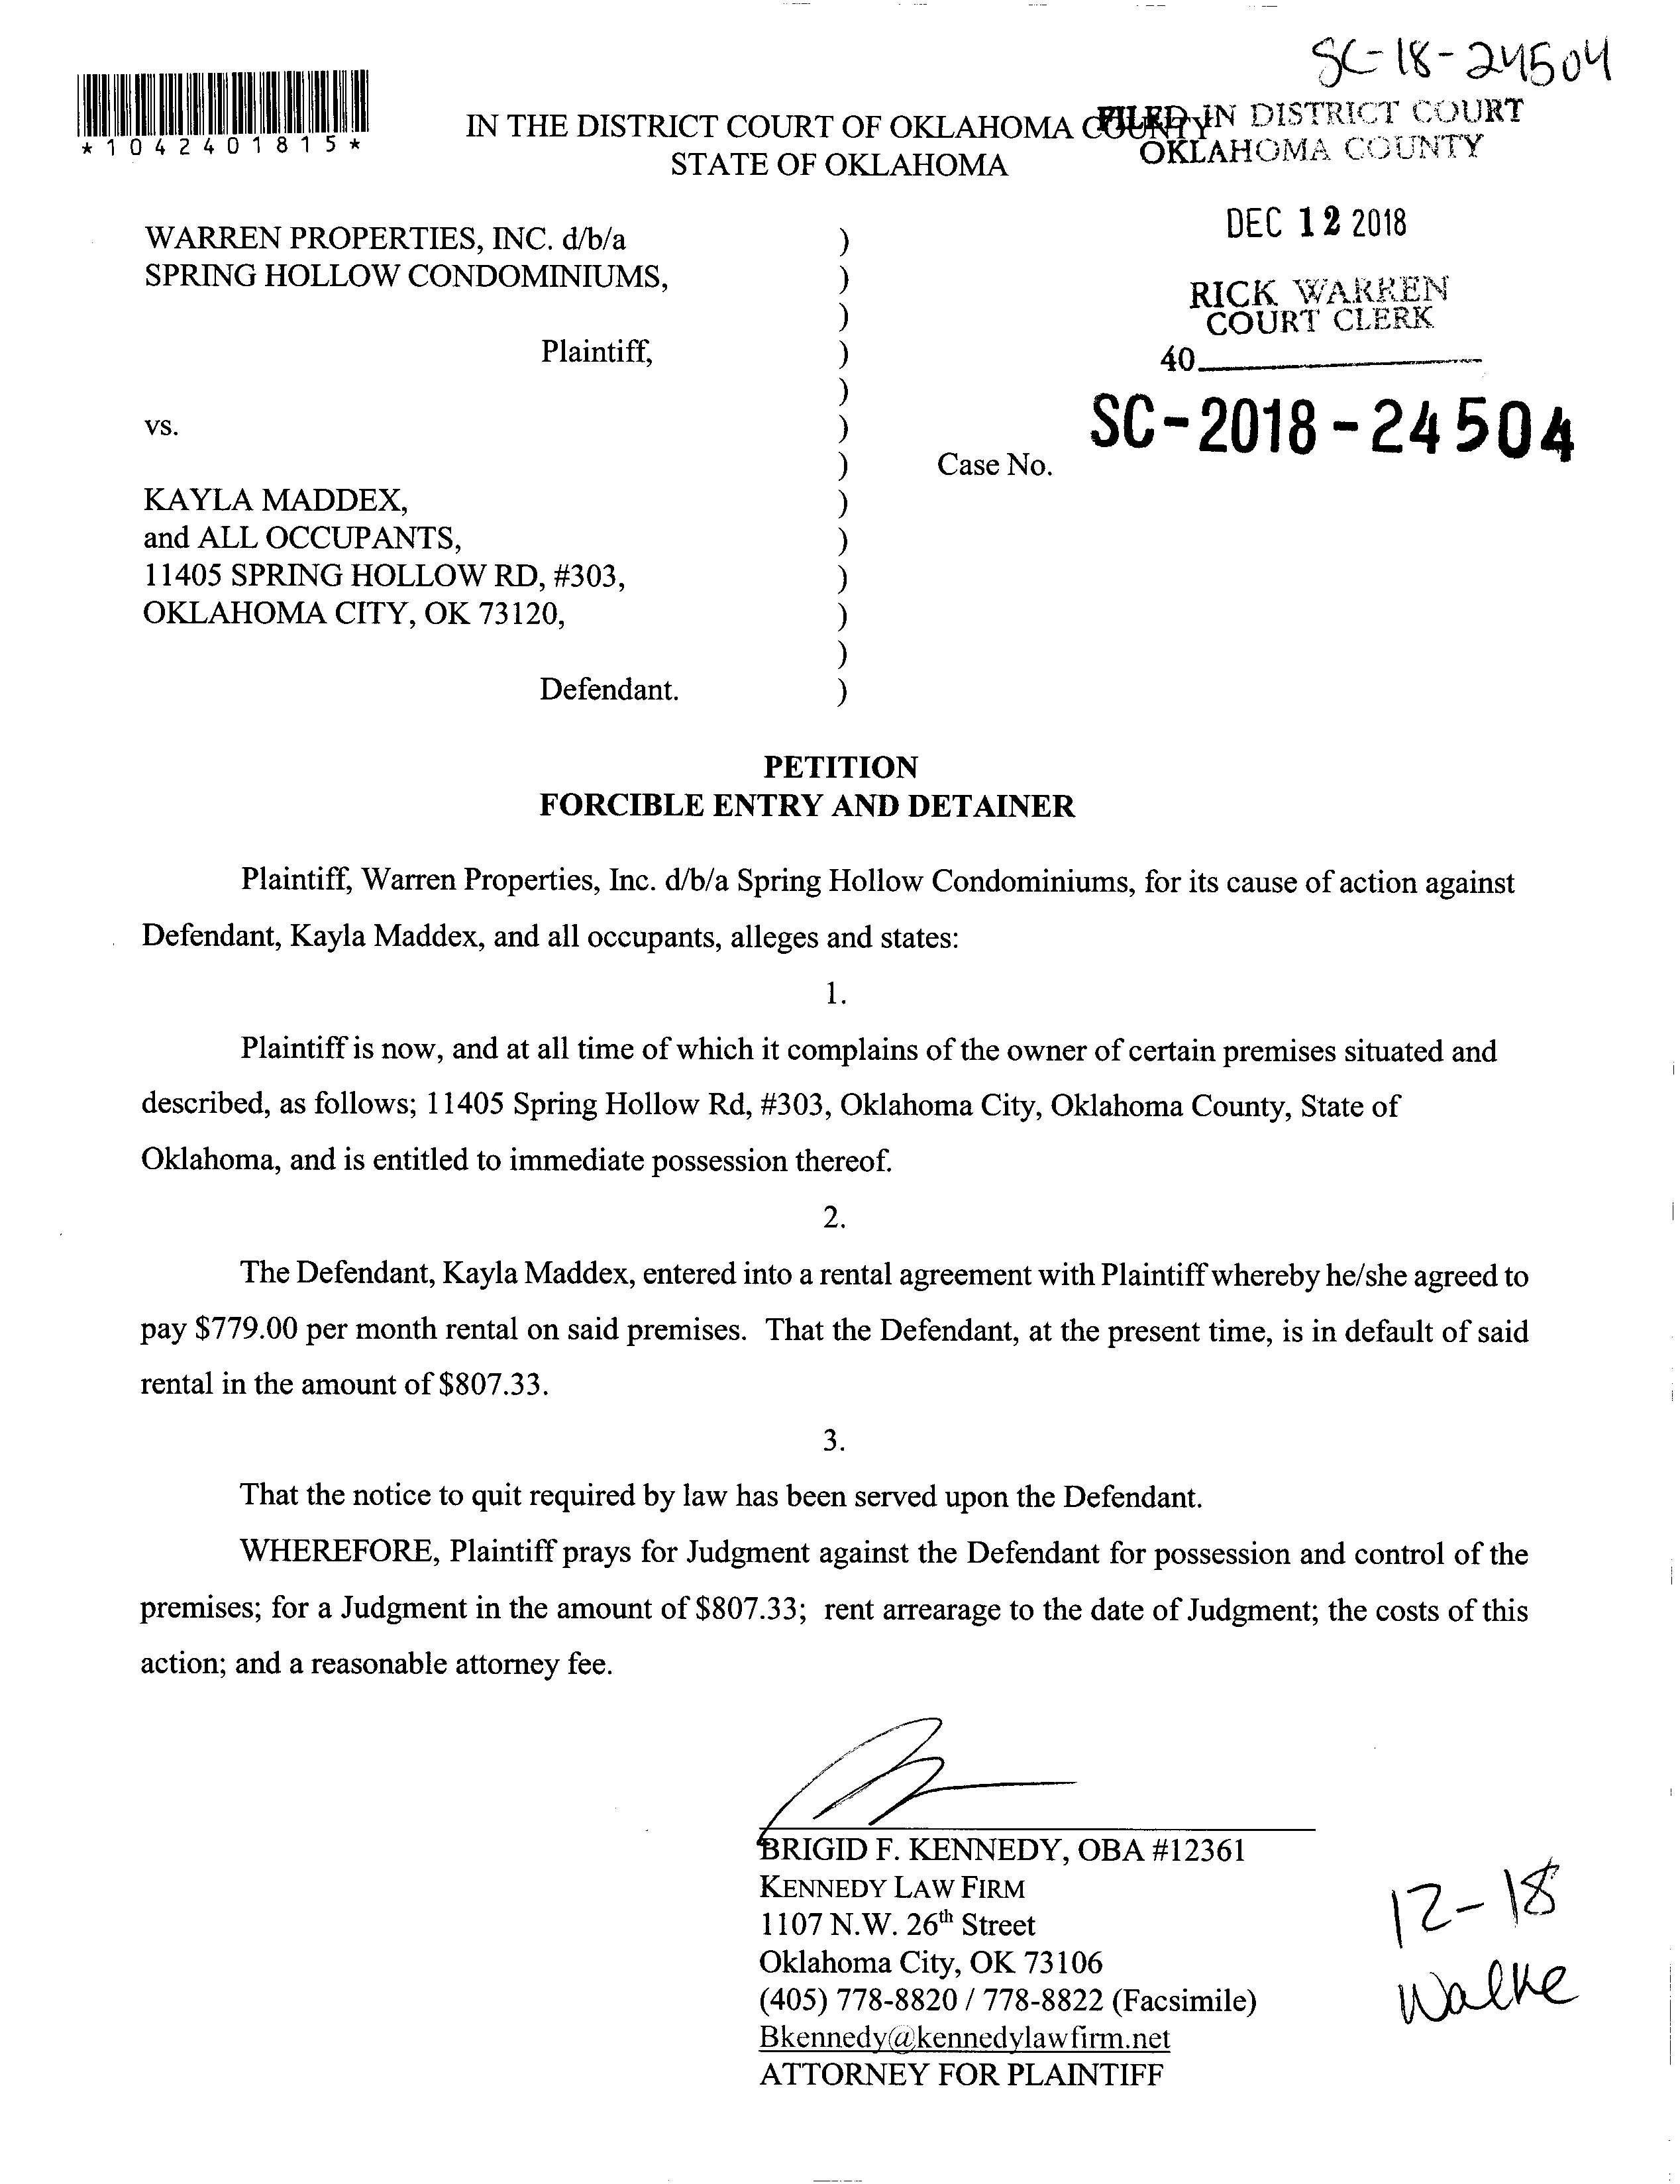 SC-18-24504
*1042401815*
IN THE DISTRICT COURT OF OKLAHOMA COUNTY
STATE OF OKLAHOMA
FILED IN DISTRICT COURT
OKLAHOMA COUNTY
DEC 12 2018
RICK WARREN
COURT CLERK
40
WARREN PROPERTIES, INC. d/b/a )
SPRING HOLLOW CONDOMINIUMS, )
)
Plaintiff, )
)
vs. )
) Case No. SC-2018-24504
KAYLA MADDEX, )
and ALL OCCUPANTS, )
11405 SPRING HOLLOW RD, #303, )
OKLAHOMA CITY, OK 73120, )
)
Defendant. )
PETITION
FORCIBLE ENTRY AND DETAINER
Plaintiff, Warren Properties, Inc. d/b/a Spring Hollow Condominiums, for its cause of action against
Defendant, Kayla Maddex, and all occupants, alleges and states:
1.
Plaintiff is now, and at all time of which it complains of the owner of certain premises situated and
described, as follows; 11405 Spring Hollow Rd, #303, Oklahoma City, Oklahoma County, State of
Oklahoma, and is entitled to immediate possession thereof.
2.
The Defendant, Kayla Maddex, entered into a rental agreement with Plaintiff whereby he/she agreed to
pay $779.00 per month rental on said premises. That the Defendant, at the present time, is in default of said
rental in the amount of $807.33.
3.
That the notice to quit required by law has been served upon the Defendant.
WHEREFORE, Plaintiff prays for Judgment against the Defendant for possession and control of the
premises; for a Judgment in the amount of $807.33; rent arrearage to the date of Judgment; the costs of this
action; and a reasonable attorney fee.
BRIGID F. KENNEDY, OBA #12361
KENNEDY LAW FIRM
1107 N.W. 26th Street
Oklahoma City, OK 73106
(405) 778-8820 / 778-8822 (Facsimile)
Bkennedy@kennedylawfirm.net
ATTORNEY FOR PLAINTIFF
12-18
Walke